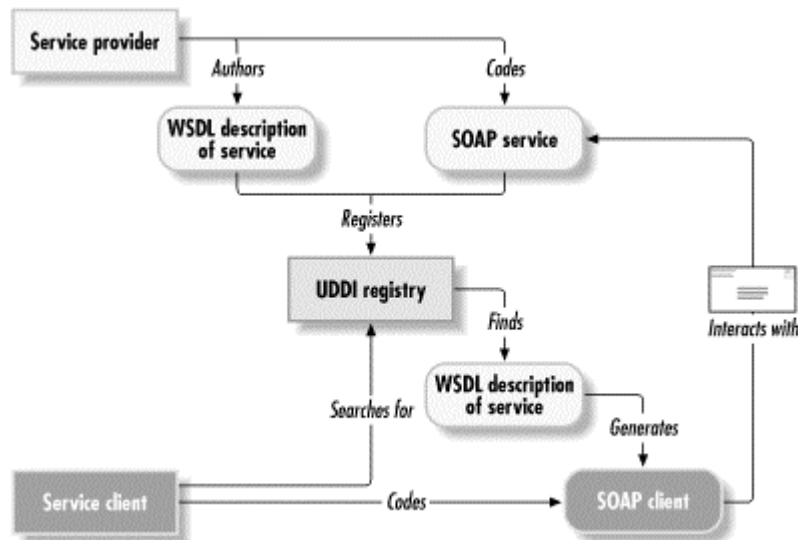 Service provider
Authors
Codes
WSDL description
of service
SOAP service
Registers
UDDI registry
Finds
Interacts with
WSDL description
of service
Searches for
Generates
Service client
Codes
SOAP client